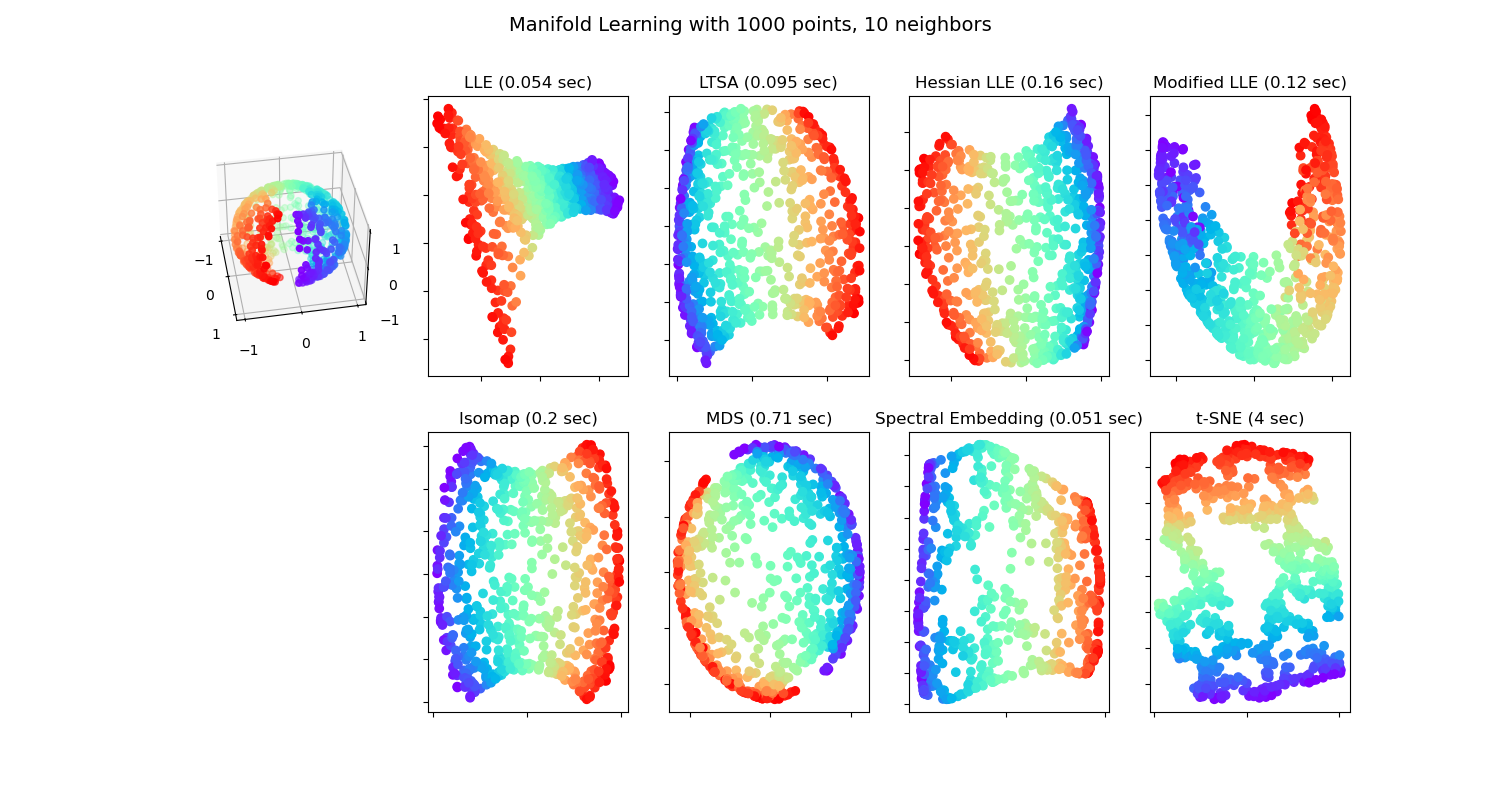 Manifold Learning with 1000 points, 10 neighbors
LLE (0.054 sec)
LTSA (0.095 sec)
Hessian LLE (0.16 sec)
Modified LLE (0.12 sec)
−1
0
1
−1
0
1
1
0
−1
Isomap (0.2 sec)
MDS (0.71 sec)
Spectral Embedding (0.051 sec)
t-SNE (4 sec)